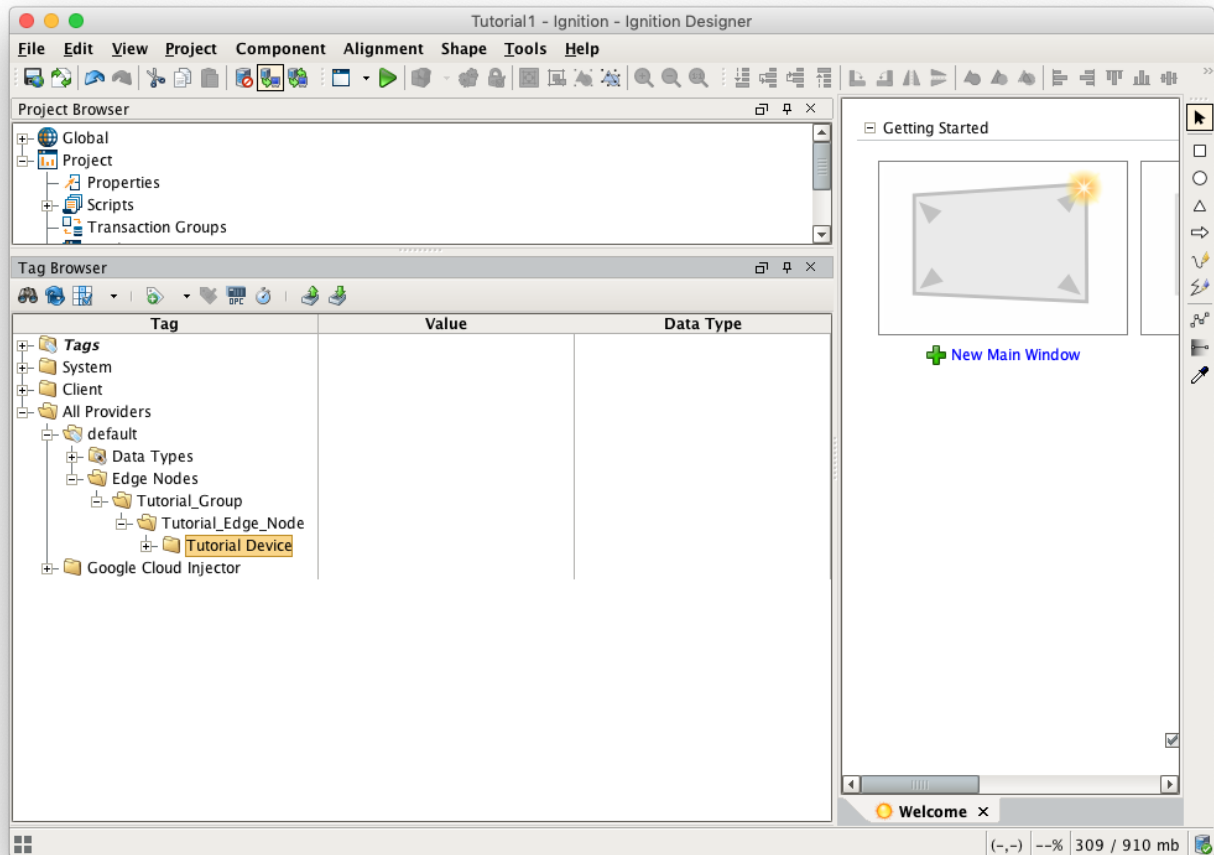 Tutorial1 - Ignition - Ignition Designer
File Edit View Project Component Alignment Shape Tools Help
Project Browser
Global
Project
Properties
Scripts
Transaction Groups
Tag Browser
OPC
Tag Value Data Type
Tags
System
Client
All Providers
default
Data Types
Edge Nodes
Tutorial_Group
Tutorial_Edge_Node
Tutorial Device
Google Cloud Injector
Getting Started
New Main Window
Welcome
(-,-) --% 309 / 910 mb